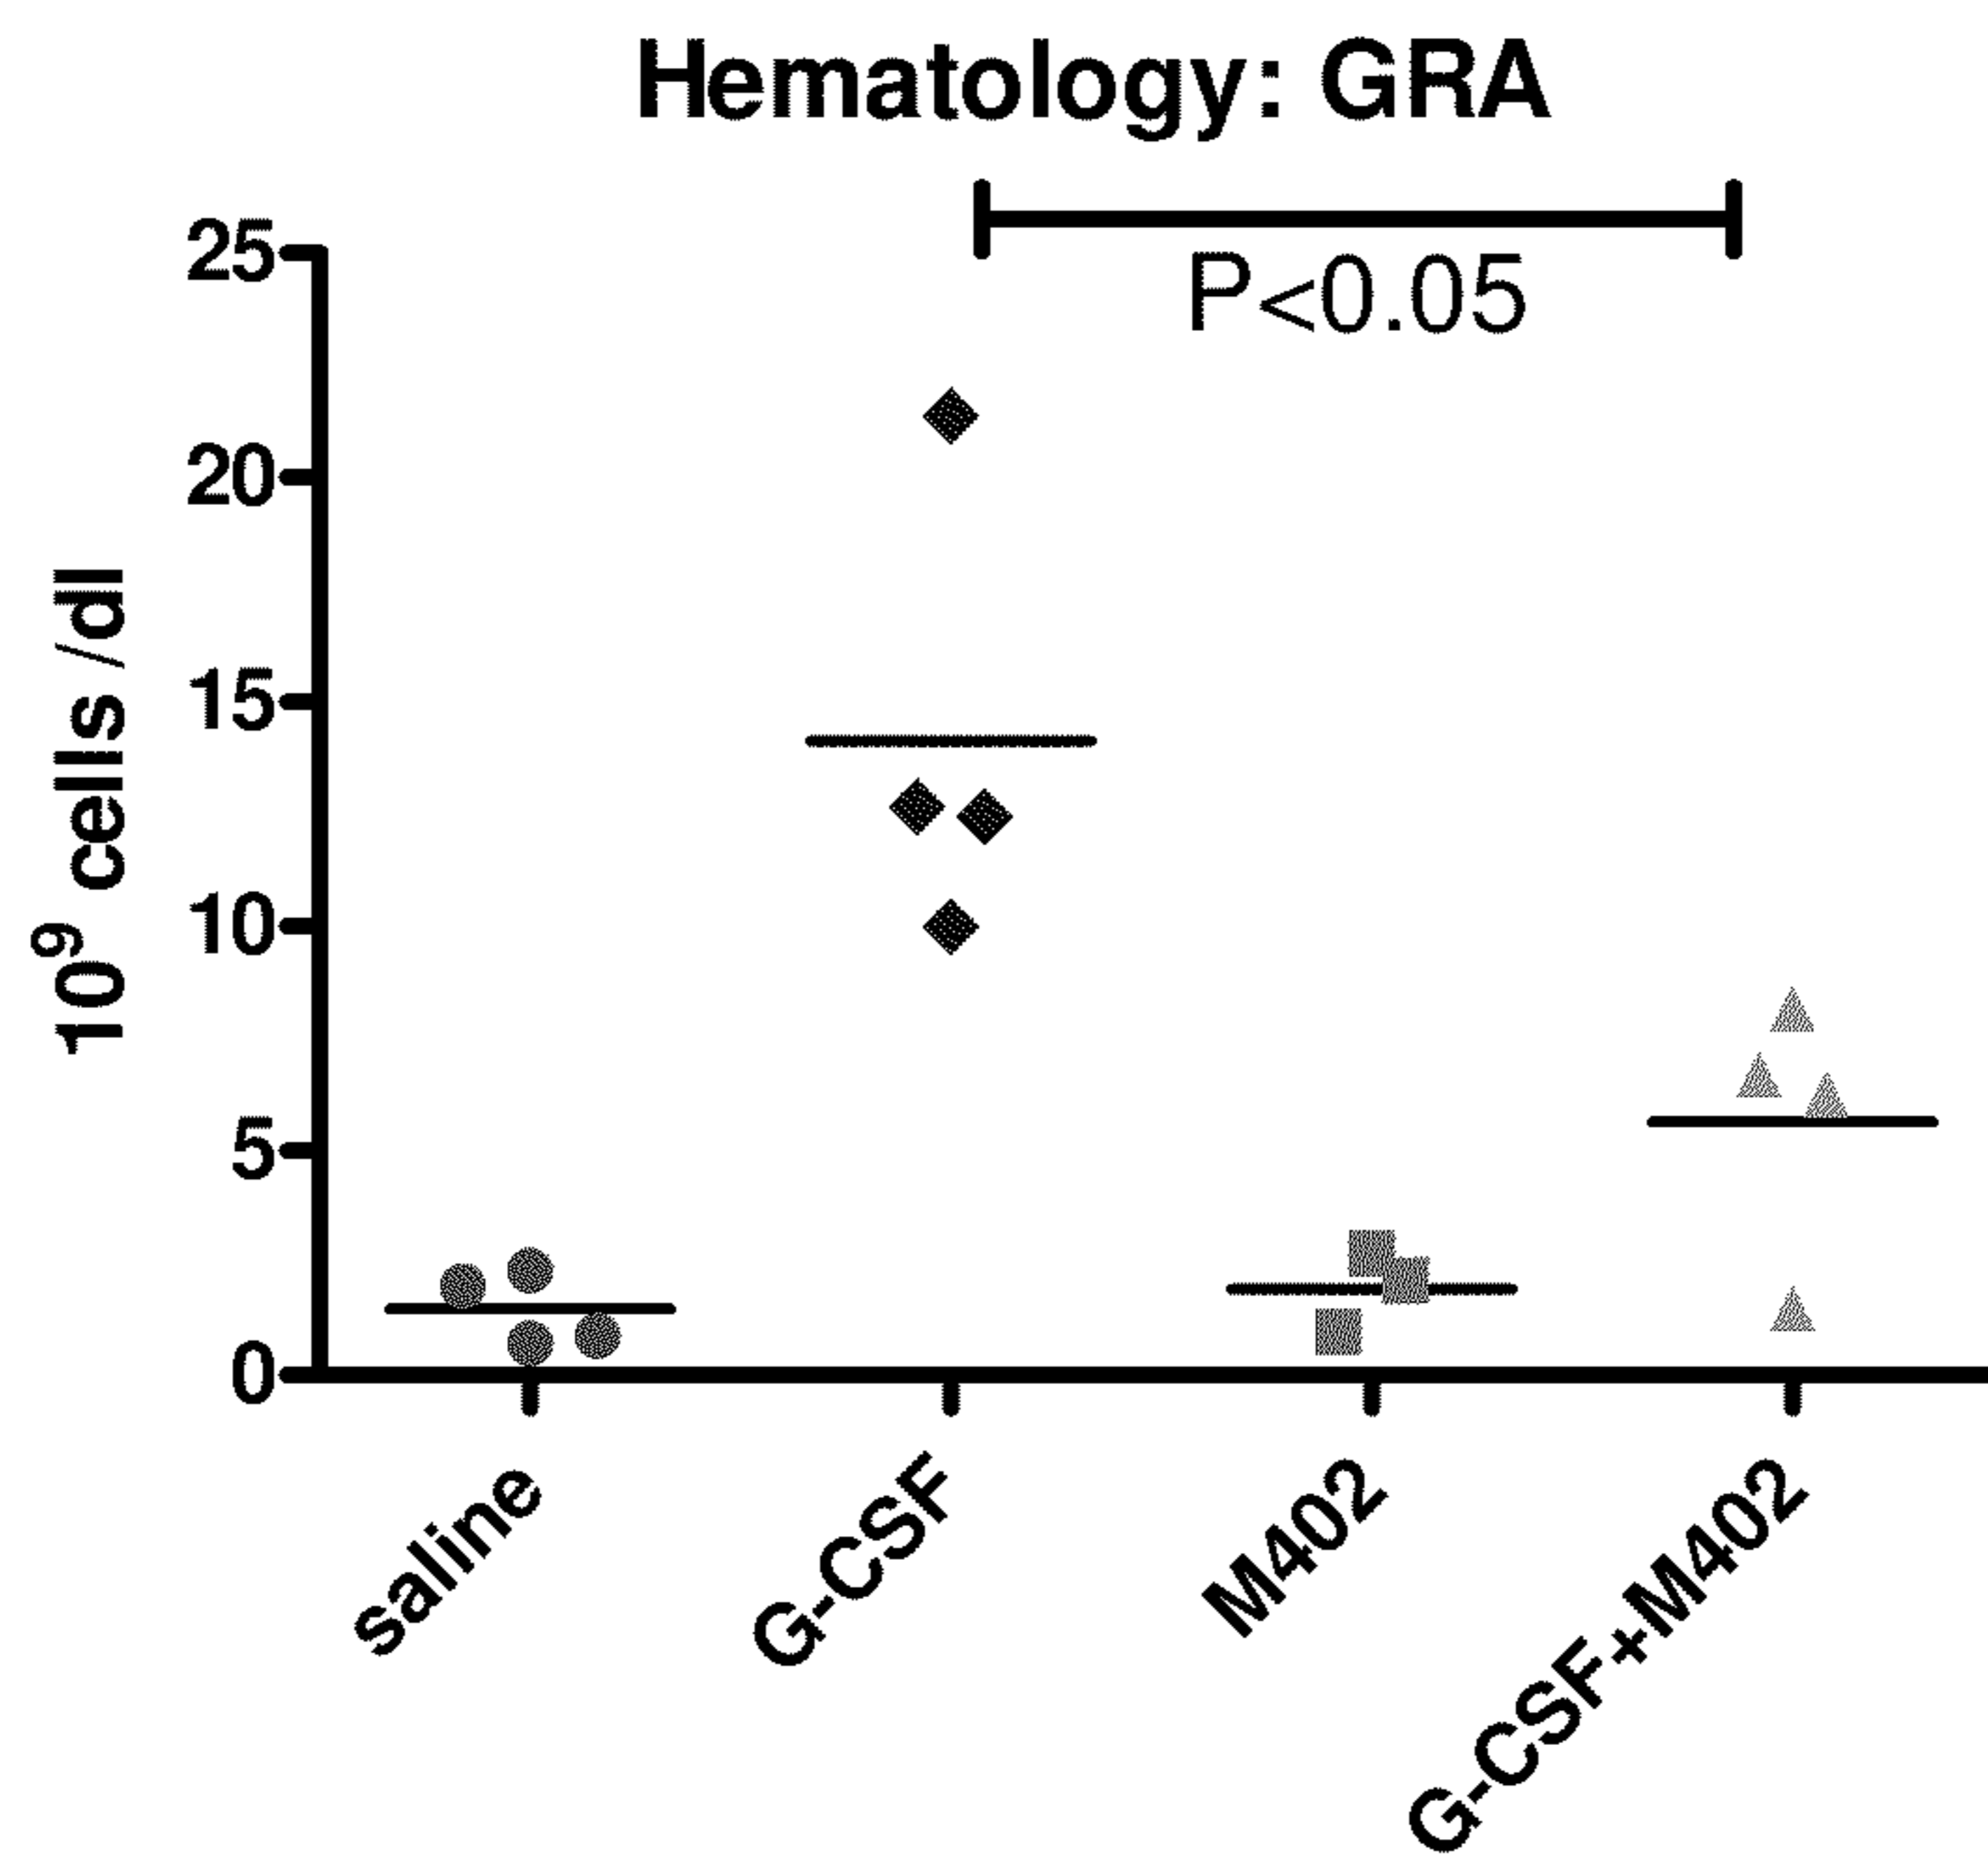 Hematology: GRA
P<0.05
10⁹ cells /dl
25
20
15
10
5
0
saline
G-CSF
M402
G-CSF+M402